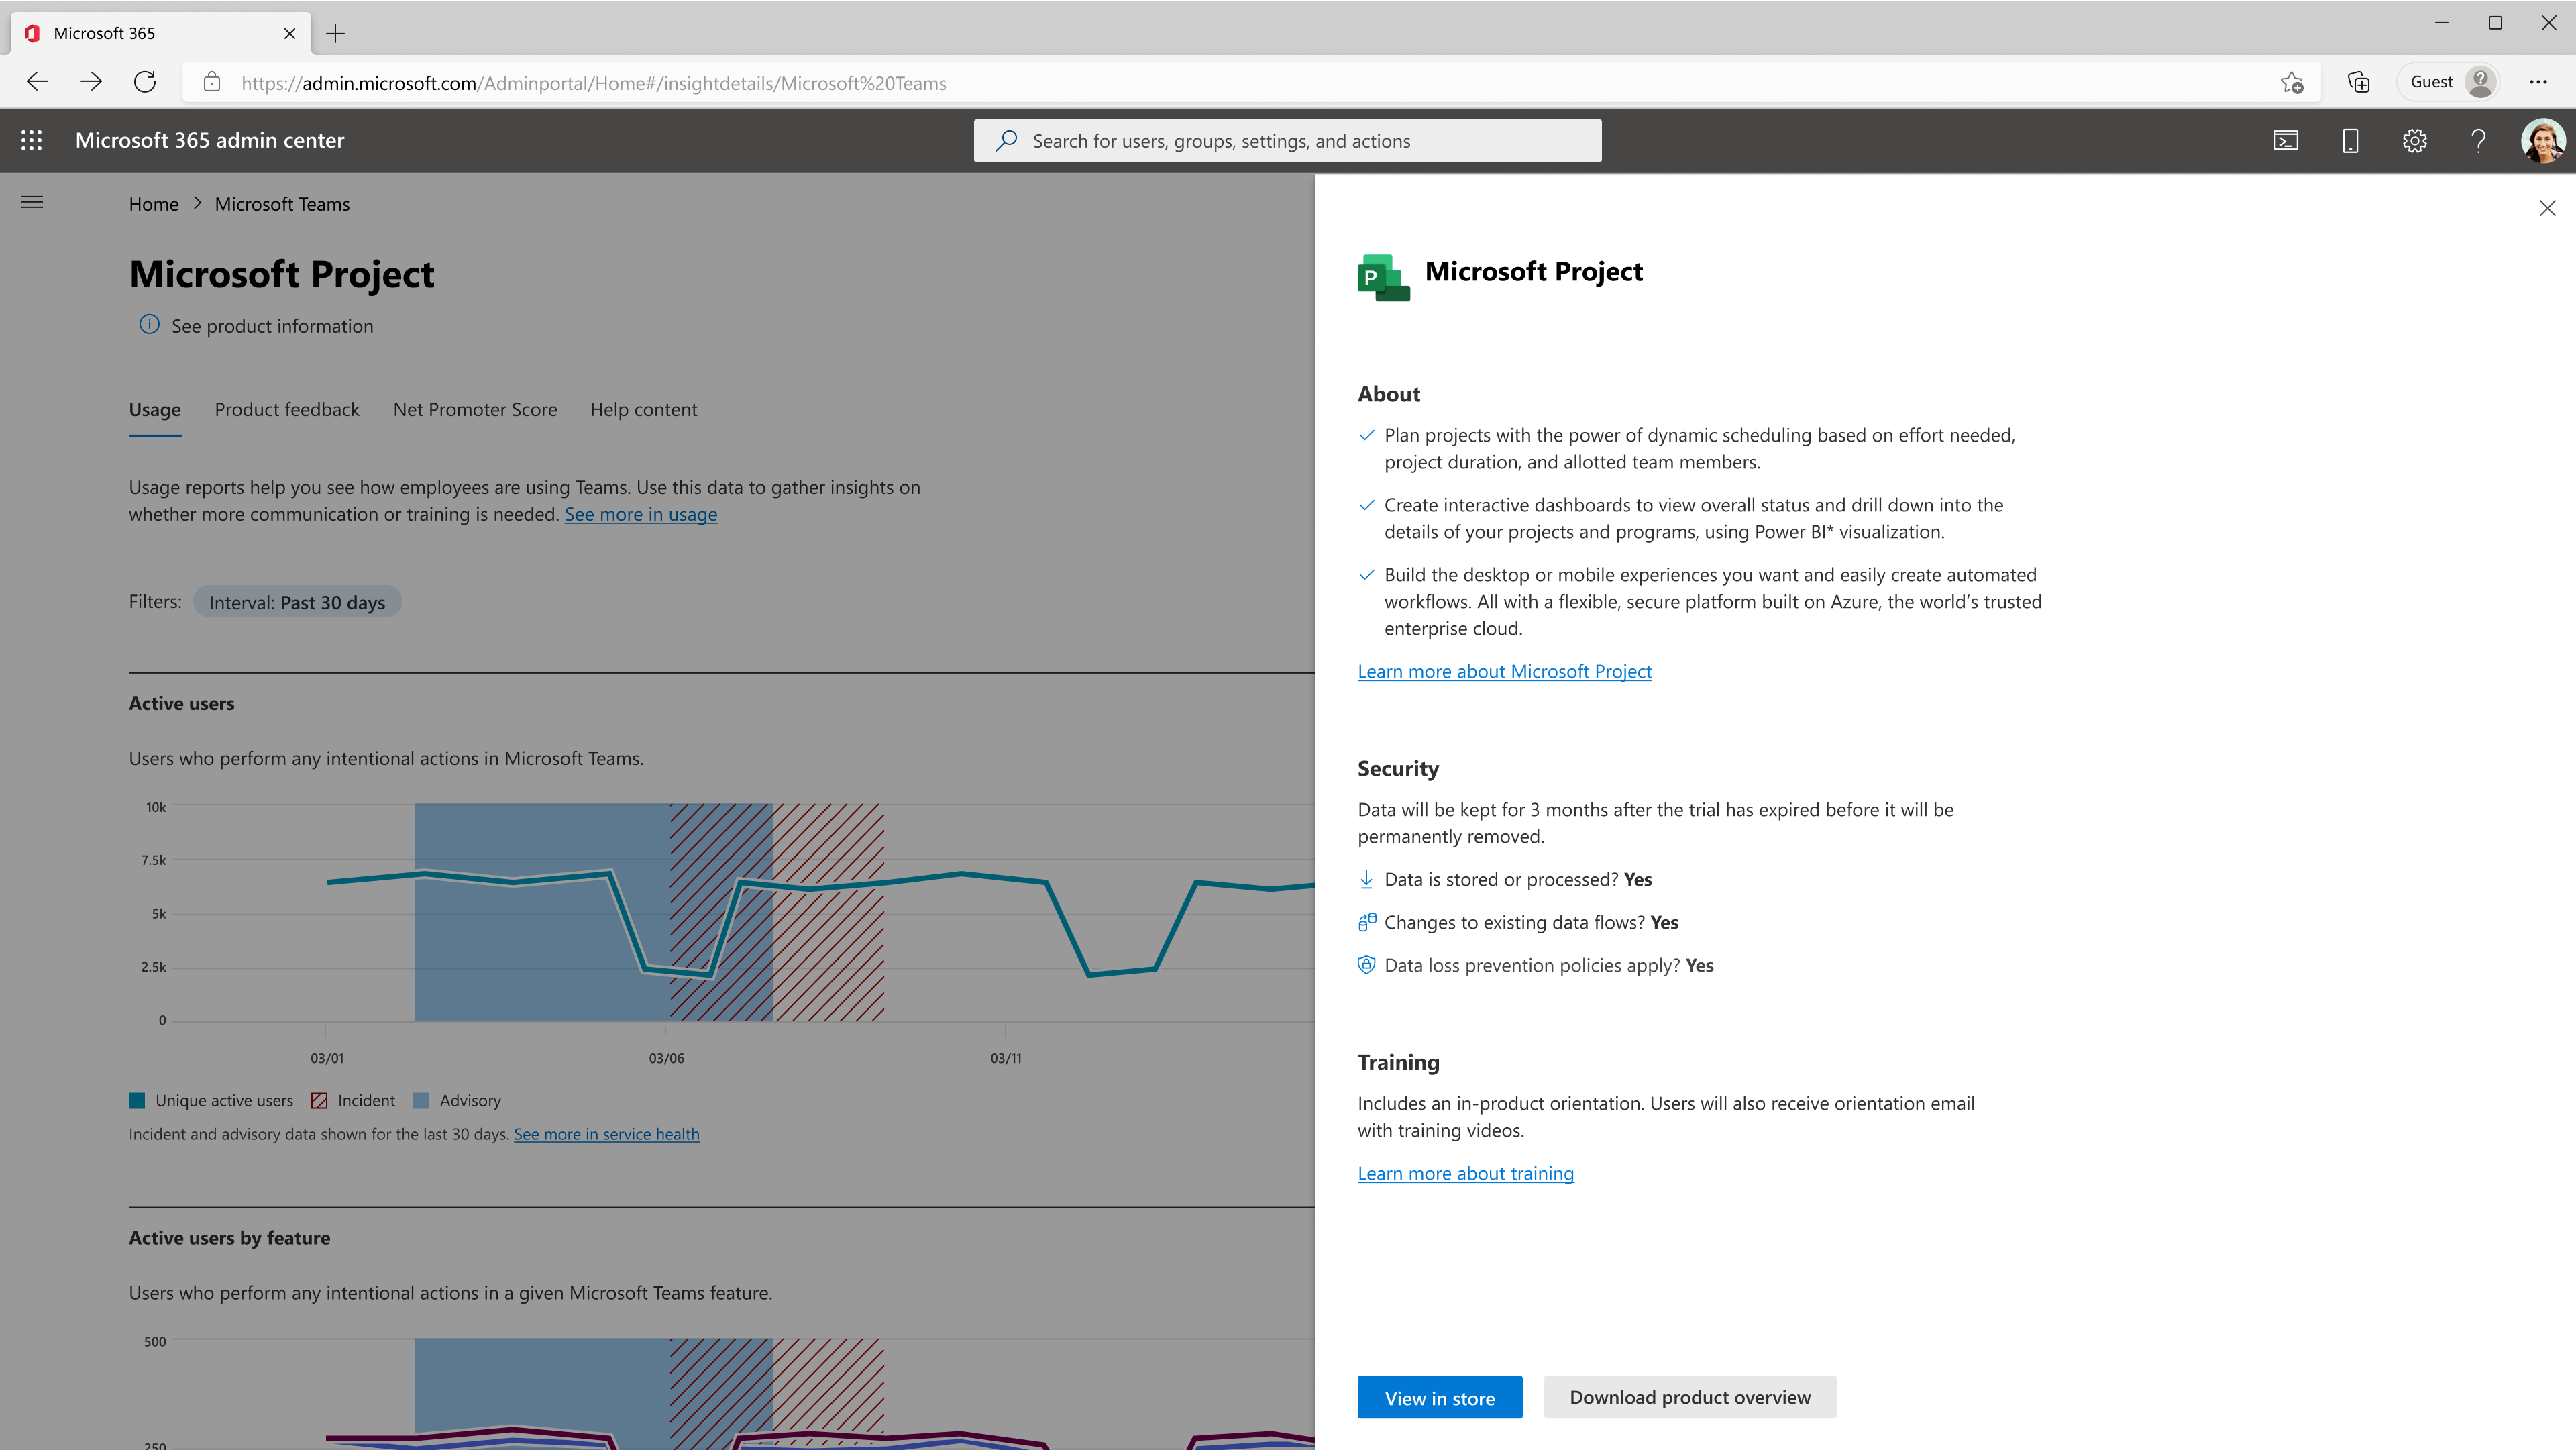 Microsoft 365
https://admin.microsoft.com/Adminportal/Home#/insightdetails/Microsoft%20Teams
Guest
Microsoft 365 admin center
Search for users, groups, settings, and actions
Home > Microsoft Teams
Microsoft Project
See product information
Usage Product feedback Net Promoter Score Help content
Usage reports help you see how employees are using Teams. Use this data to gather insights on
whether more communication or training is needed. See more in usage
Filters: Interval: Past 30 days
Active users
Users who perform any intentional actions in Microsoft Teams.
10k
7.5k
5k
2.5k
0
03/01 03/06 03/11
Unique active users Incident Advisory
Incident and advisory data shown for the last 30 days. See more in service health
Active users by feature
Users who perform any intentional actions in a given Microsoft Teams feature.
500
250
P Microsoft Project
About
Plan projects with the power of dynamic scheduling based on effort needed,
project duration, and allotted team members.
Create interactive dashboards to view overall status and drill down into the
details of your projects and programs, using Power BI* visualization.
Build the desktop or mobile experiences you want and easily create automated
workflows. All with a flexible, secure platform built on Azure, the world’s trusted
enterprise cloud.
Learn more about Microsoft Project
Security
Data will be kept for 3 months after the trial has expired before it will be
permanently removed.
Data is stored or processed? Yes
Changes to existing data flows? Yes
Data loss prevention policies apply? Yes
Training
Includes an in-product orientation. Users will also receive orientation email
with training videos.
Learn more about training
View in store Download product overview